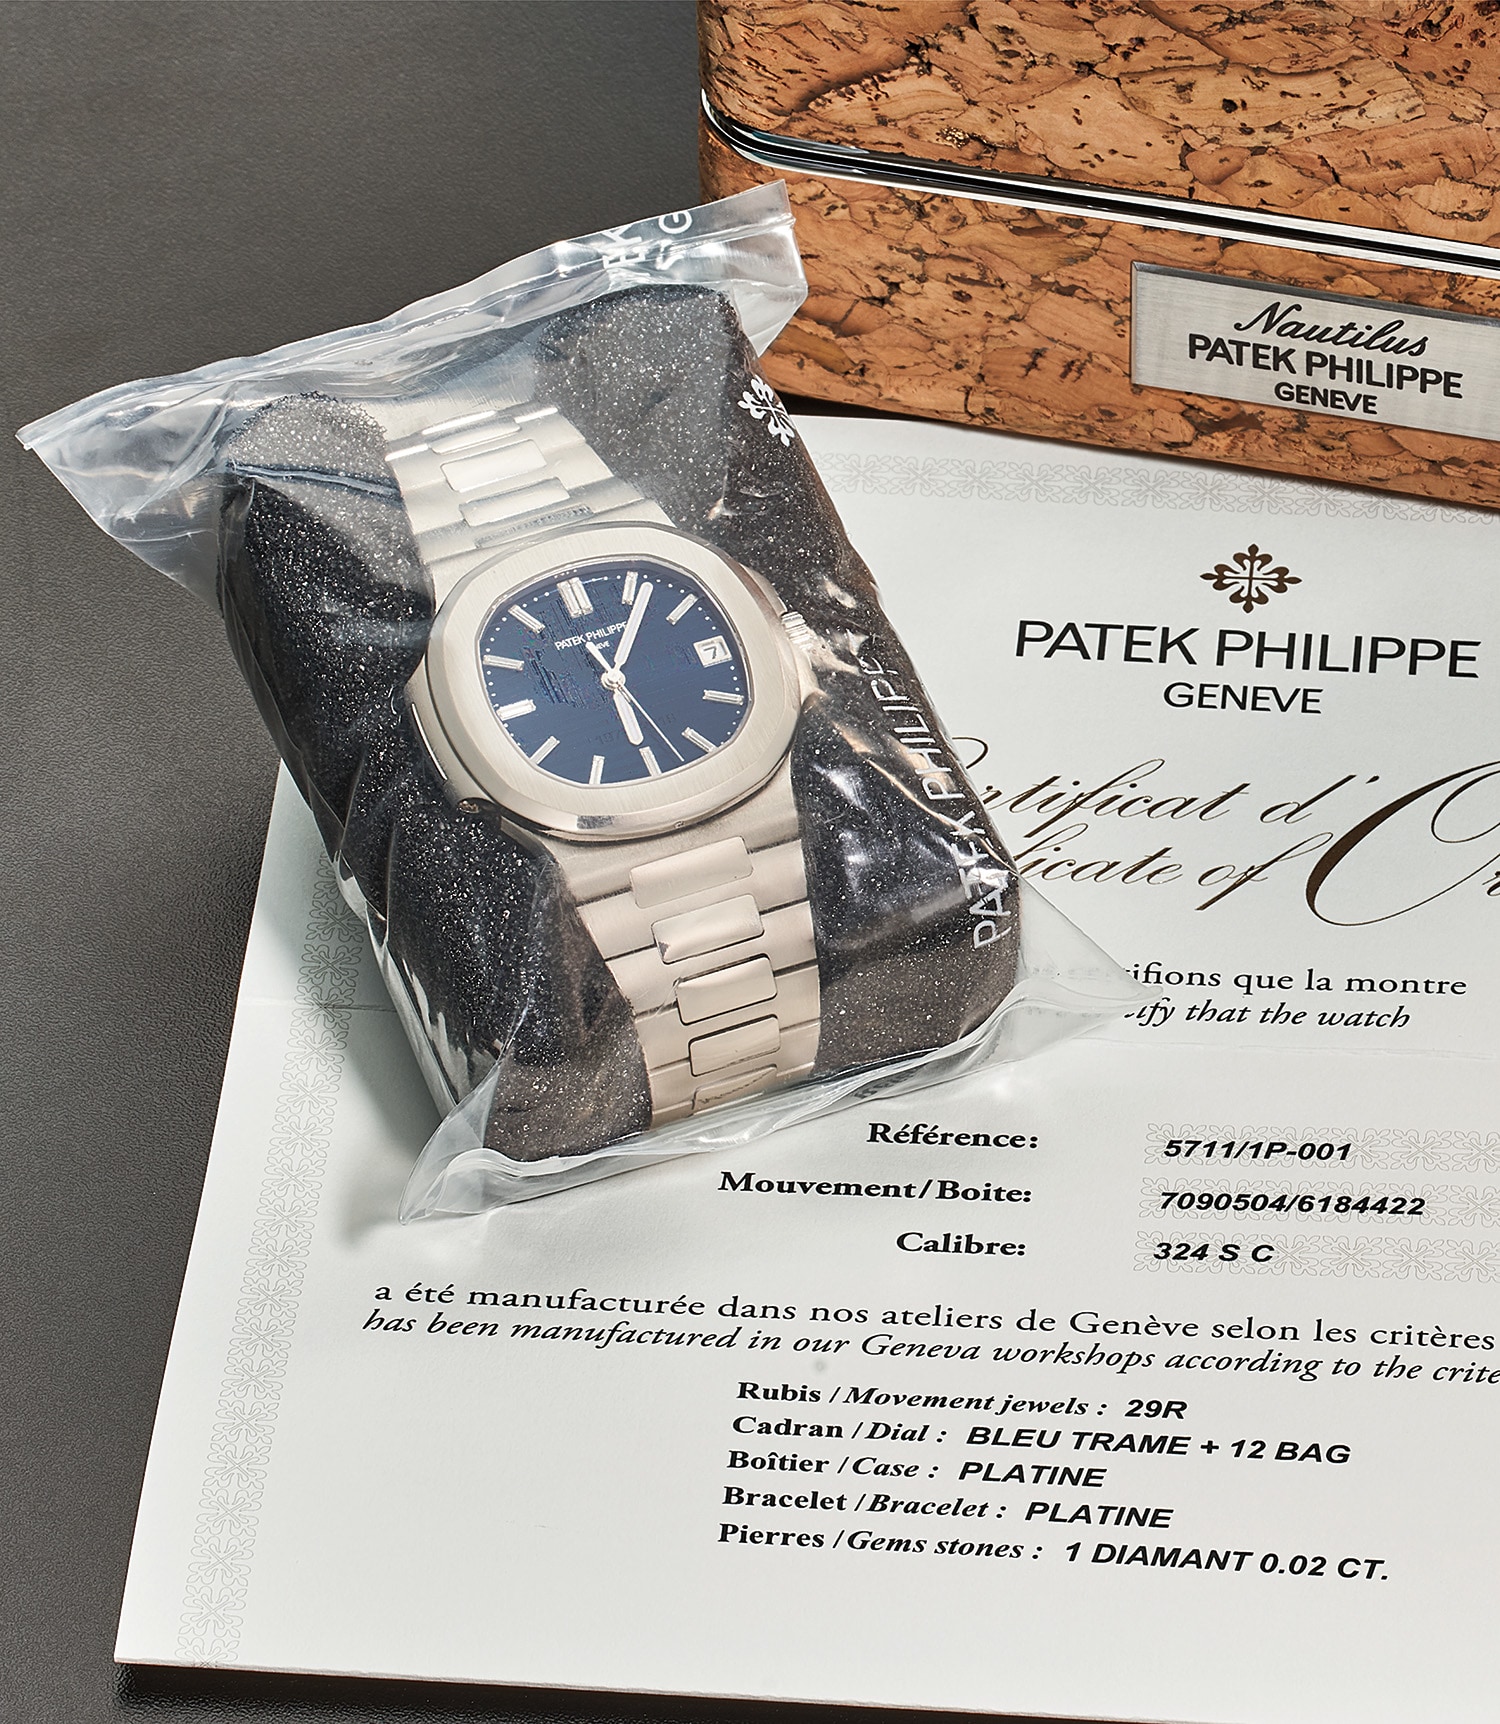 Nautilus
PATEK PHILIPPE
GENEVE
PATEK PHILIPPE
PATEK PHILIPPE
7
PATEK PHILIPPE
GENEVE
rtificat d'
icate of
ifions que la montre
ify that the watch
Référence: 5711/1P-001
Mouvement/Boite: 7090504/6184422
Calibre: 324 S C
a été manufacturée dans nos ateliers de Genève selon les critères
has been manufactured in our Geneva workshops according to the crite
Rubis / Movement jewels : 29R
Cadran / Dial : BLEU TRAME + 12 BAG
Boîtier / Case : PLATINE
Bracelet / Bracelet : PLATINE
Pierres / Gems stones : 1 DIAMANT 0.02 CT.